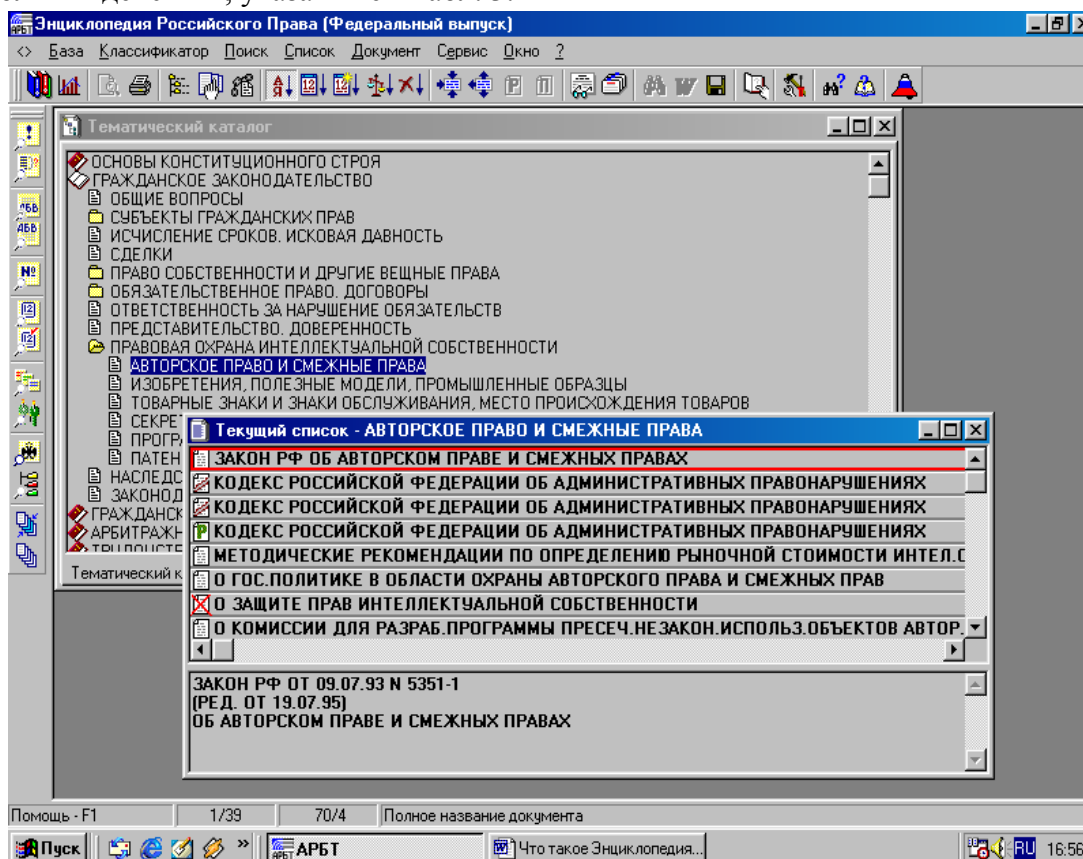 Энциклопедия Российского Права (Федеральный выпуск)
<> База Классификатор Поиск Список Документ Сервис Окно ?
Тематический каталог
ОСНОВЫ КОНСТИТУЦИОННОГО СТРОЯ
ГРАЖДАНСКОЕ ЗАКОНОДАТЕЛЬСТВО
ОБЩИЕ ВОПРОСЫ
СУБЪЕКТЫ ГРАЖДАНСКИХ ПРАВ
ИСЧИСЛЕНИЕ СРОКОВ. ИСКОВАЯ ДАВНОСТЬ
СДЕЛКИ
ПРАВО СОБСТВЕННОСТИ И ДРУГИЕ ВЕЩНЫЕ ПРАВА
ОБЯЗАТЕЛЬСТВЕННОЕ ПРАВО. ДОГОВОРЫ
ОТВЕТСТВЕННОСТЬ ЗА НАРУШЕНИЕ ОБЯЗАТЕЛЬСТВ
ПРЕДСТАВИТЕЛЬСТВО. ДОВЕРЕННОСТЬ
ПРАВОВАЯ ОХРАНА ИНТЕЛЛЕКТУАЛЬНОЙ СОБСТВЕННОСТИ
АВТОРСКОЕ ПРАВО И СМЕЖНЫЕ ПРАВА
ИЗОБРЕТЕНИЯ, ПОЛЕЗНЫЕ МОДЕЛИ, ПРОМЫШЛЕННЫЕ ОБРАЗЦЫ
ТОВАРНЫЕ ЗНАКИ И ЗНАКИ ОБСЛУЖИВАНИЯ, МЕСТО ПРОИСХОЖДЕНИЯ ТОВАРОВ
СЕКРЕТ
ПРОГРА
ПАТЕН
НАСЛЕДС
ЗАКОНОД
ГРАЖДАНСК
АРБИТРАЖН
Тематический к
Текущий список - АВТОРСКОЕ ПРАВО И СМЕЖНЫЕ ПРАВА
ЗАКОН РФ ОБ АВТОРСКОМ ПРАВЕ И СМЕЖНЫХ ПРАВАХ
КОДЕКС РОССИЙСКОЙ ФЕДЕРАЦИИ ОБ АДМИНИСТРАТИВНЫХ ПРАВОНАРУШЕНИЯХ
КОДЕКС РОССИЙСКОЙ ФЕДЕРАЦИИ ОБ АДМИНИСТРАТИВНЫХ ПРАВОНАРУШЕНИЯХ
КОДЕКС РОССИЙСКОЙ ФЕДЕРАЦИИ ОБ АДМИНИСТРАТИВНЫХ ПРАВОНАРУШЕНИЯХ
МЕТОДИЧЕСКИЕ РЕКОМЕНДАЦИИ ПО ОПРЕДЕЛЕНИЮ РЫНОЧНОЙ СТОИМОСТИ ИНТЕЛ.С
О ГОС.ПОЛИТИКЕ В ОБЛАСТИ ОХРАНЫ АВТОРСКОГО ПРАВА И СМЕЖНЫХ ПРАВ
О ЗАЩИТЕ ПРАВ ИНТЕЛЛЕКТУАЛЬНОЙ СОБСТВЕННОСТИ
О КОМИССИИ ДЛЯ РАЗРАБ.ПРОГРАММЫ ПРЕСЕЧ.НЕЗАКОН.ИСПОЛЬЗ.ОБЪЕКТОВ АВТОР.
ЗАКОН РФ ОТ 09.07.93 N 5351-1
(РЕД. ОТ 19.07.95)
ОБ АВТОРСКОМ ПРАВЕ И СМЕЖНЫХ ПРАВАХ
Помощь - F1 1/39 70/4 Полное название документа
Пуск » АРБТ Что такое Энциклопедия... RU 16:56